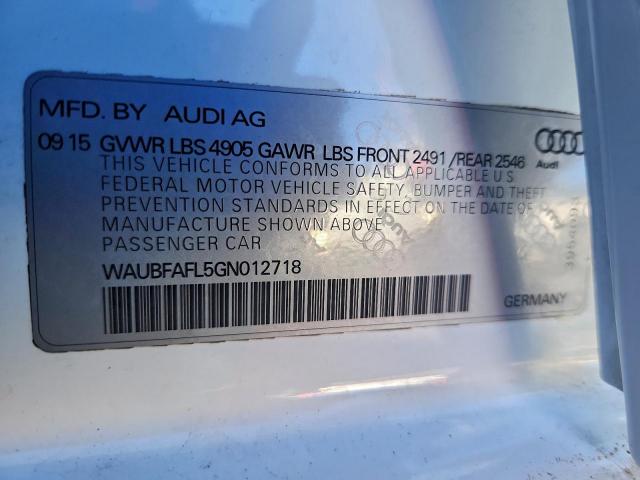 MFD. BY AUDI AG
09 15 GVWR LBS 4905 GAWR LBS FRONT 2491 /REAR 2546
THIS VEHICLE CONFORMS TO ALL APPLICABLE U S
FEDERAL MOTOR VEHICLE SAFETY, BUMPER AND THEFT
PREVENTION STANDARDS IN EFFECT ON THE DATE OF
MANUFACTURE SHOWN ABOVE
PASSENGER CAR
WAUBFAFL5GN012718
Audi
GERMANY